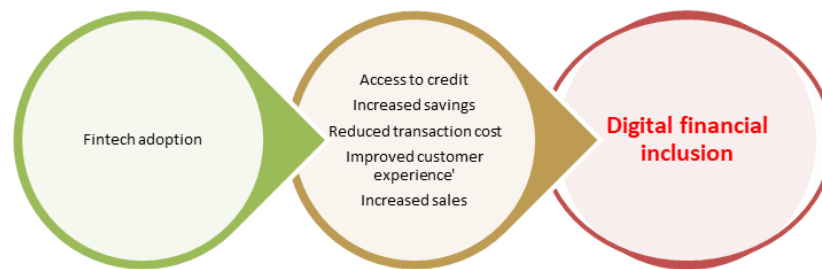 Fintech adoption
Access to credit
Increased savings
Reduced transaction cost
Improved customer
experience'
Increased sales
Digital financial
inclusion